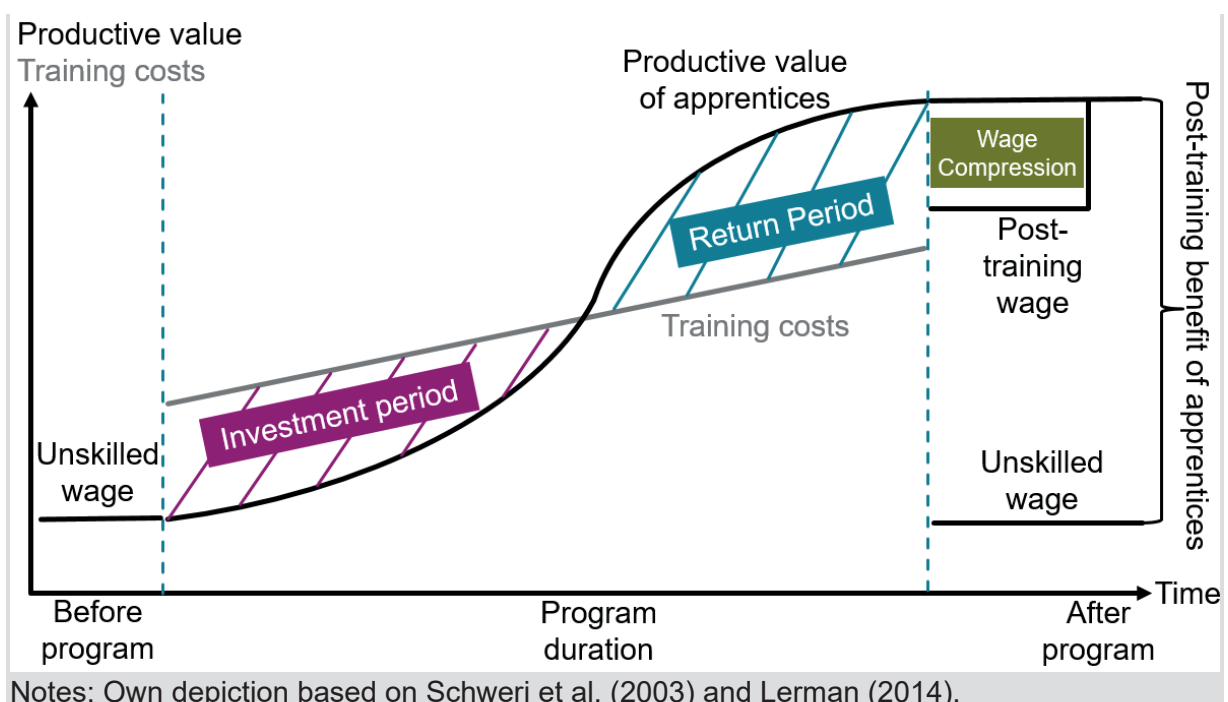 Productive value
Training costs
Productive value
of apprentices
Wage
Compression
Return Period
Post-
training
wage
Training costs
Investment period
Unskilled
wage
Unskilled
wage
Post-training benefit of apprentices
Time
Before
program
Program
duration
After
program
Notes: Own depiction based on Schweri et al. (2003) and Lerman (2014).